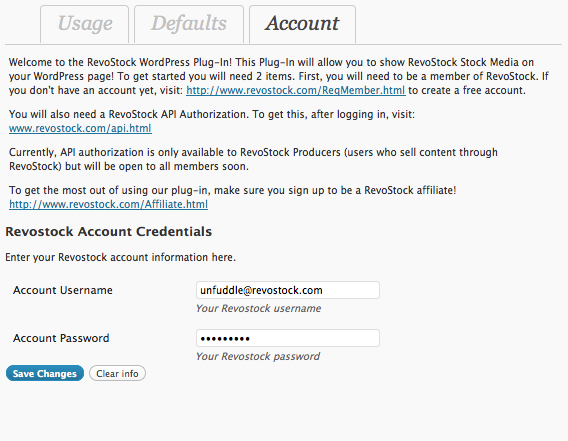 Usage Defaults Account
Welcome to the RevoStock WordPress Plug-In! This Plug-In will allow you to show RevoStock Stock Media on
your WordPress page! To get started you will need 2 items. First, you will need to be a member of RevoStock. If
you don't have an account yet, visit: http://www.revostock.com/RegMember.html to create a free account.
You will also need a RevoStock API Authorization. To get this, after logging in, visit:
www.revostock.com/api.html
Currently, API authorization is only available to RevoStock Producers (users who sell content through
RevoStock) but will be open to all members soon.
To get the most out of using our plug-in, make sure you sign up to be a RevoStock affiliate!
http://www.revostock.com/Affiliate.html
Revostock Account Credentials
Enter your Revostock account information here.
Account Username unfuddle@revostock.com
Your Revostock username
Account Password •••••••••
Your Revostock password
Save Changes Clear info